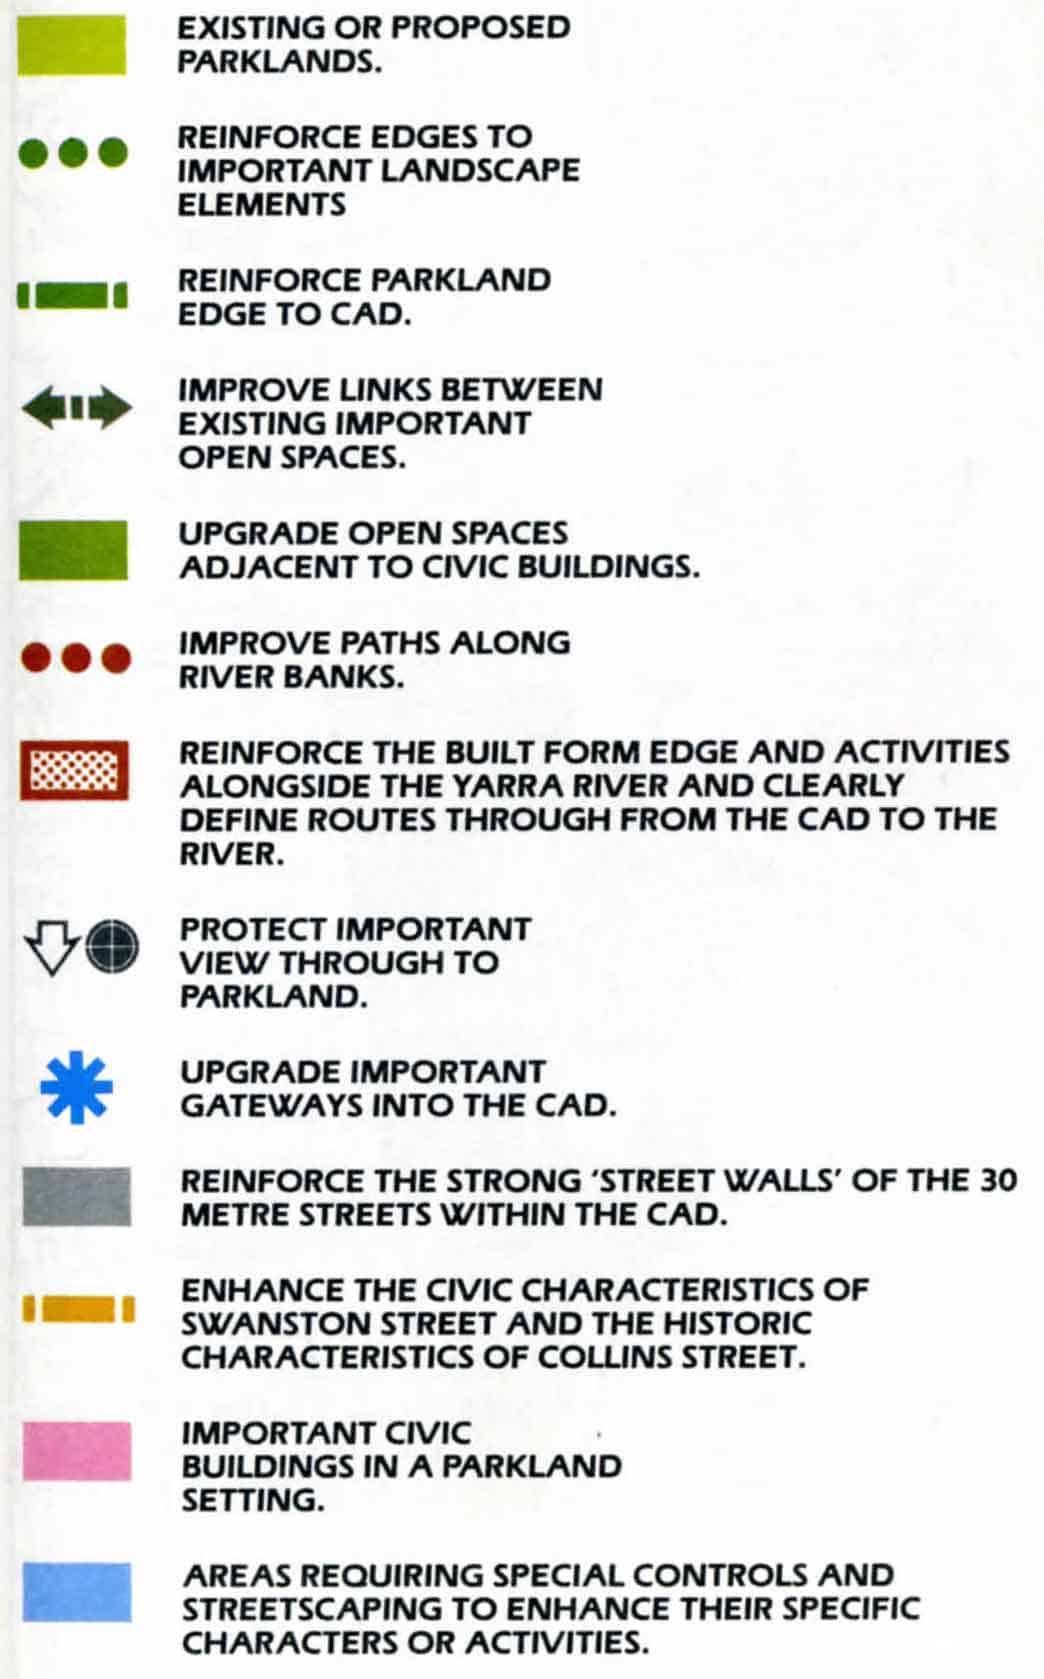 EXISTING OR PROPOSED
PARKLANDS.
REINFORCE EDGES TO
IMPORTANT LANDSCAPE
ELEMENTS
REINFORCE PARKLAND
EDGE TO CAD.
IMPROVE LINKS BETWEEN
EXISTING IMPORTANT
OPEN SPACES.
UPGRADE OPEN SPACES
ADJACENT TO CIVIC BUILDINGS.
IMPROVE PATHS ALONG
RIVER BANKS.
REINFORCE THE BUILT FORM EDGE AND ACTIVITIES
ALONGSIDE THE YARRA RIVER AND CLEARLY
DEFINE ROUTES THROUGH FROM THE CAD TO THE
RIVER.
PROTECT IMPORTANT
VIEW THROUGH TO
PARKLAND.
UPGRADE IMPORTANT
GATEWAYS INTO THE CAD.
REINFORCE THE STRONG ‘STREET WALLS’ OF THE 30
METRE STREETS WITHIN THE CAD.
ENHANCE THE CIVIC CHARACTERISTICS OF
SWANSTON STREET AND THE HISTORIC
CHARACTERISTICS OF COLLINS STREET.
IMPORTANT CIVIC
BUILDINGS IN A PARKLAND
SETTING.
AREAS REQUIRING SPECIAL CONTROLS AND
STREETSCAPING TO ENHANCE THEIR SPECIFIC
CHARACTERS OR ACTIVITIES.